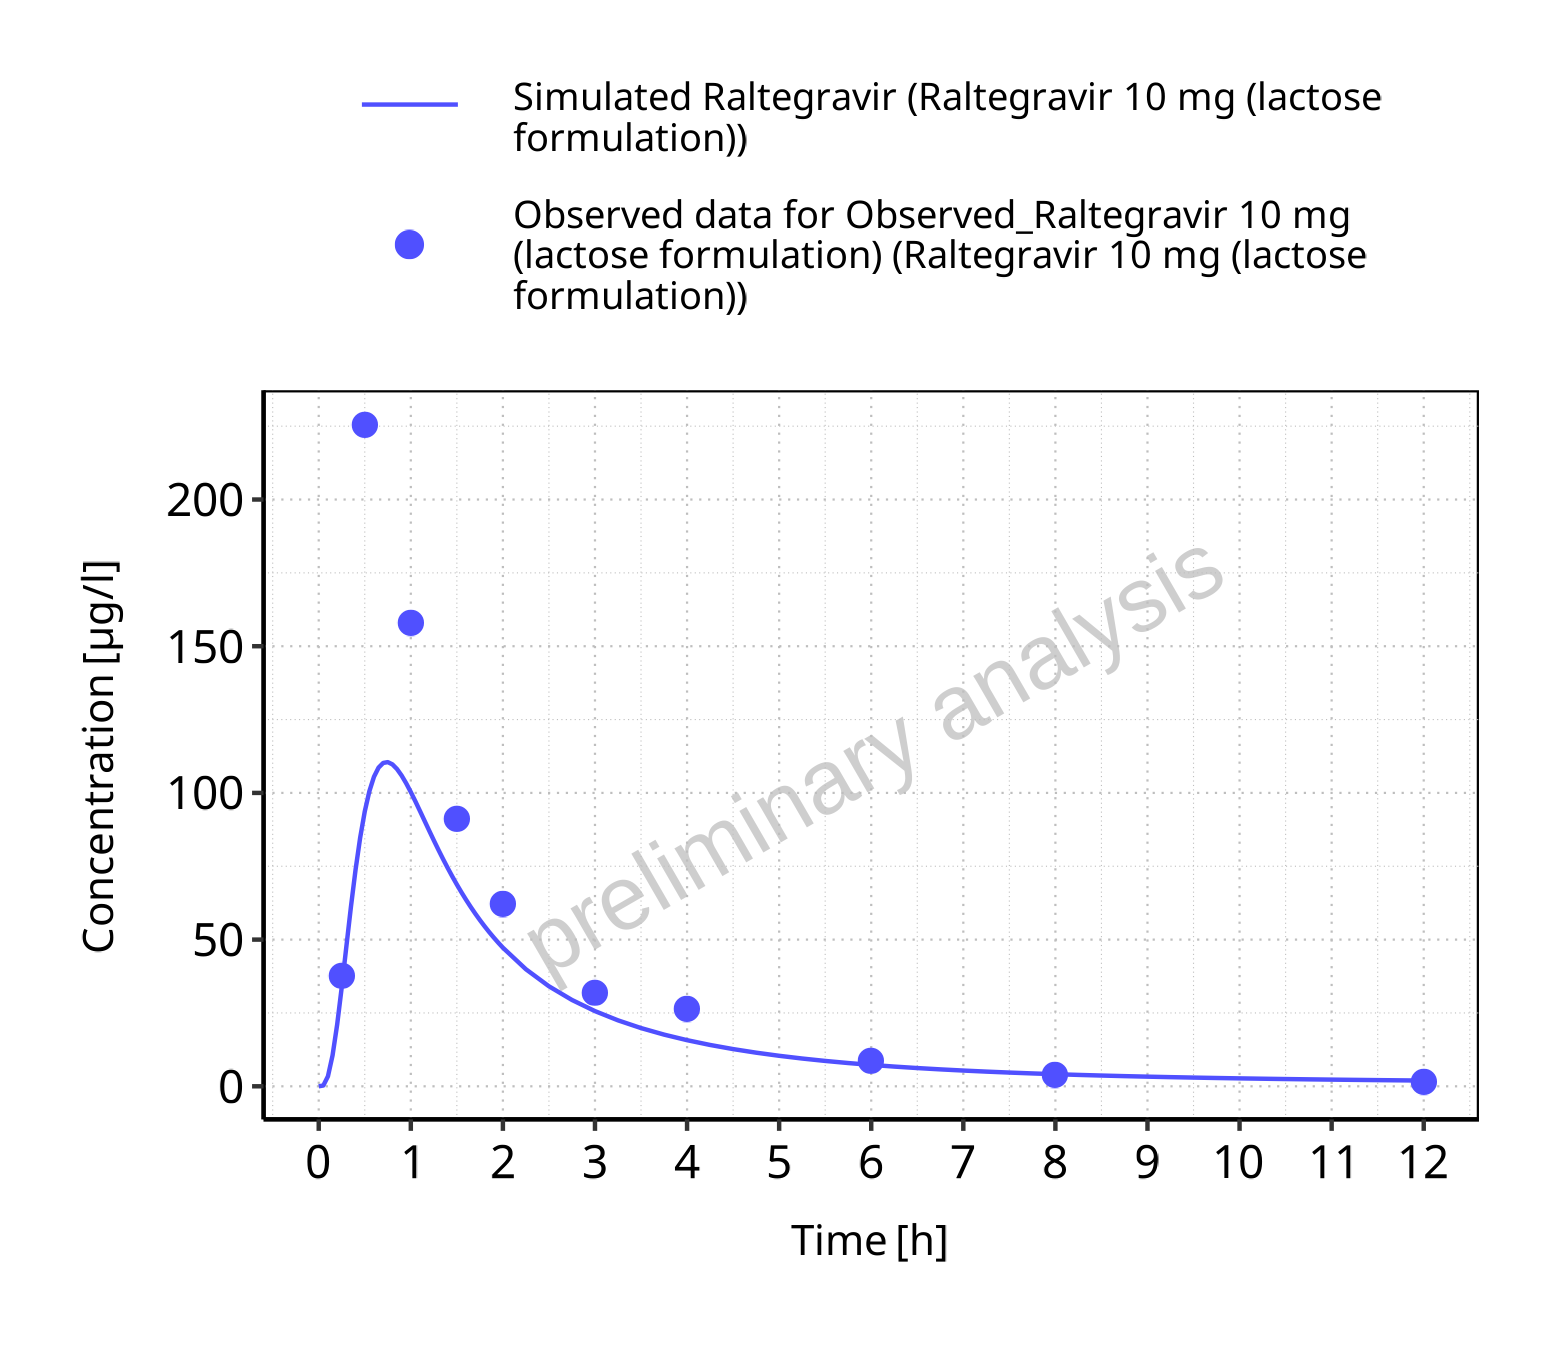 Simulated Raltegravir (Raltegravir 10 mg (lactose
formulation))
Observed data for Observed_Raltegravir 10 mg
(lactose formulation) (Raltegravir 10 mg (lactose
formulation))
200
150
100
50
0
Concentration [µg/l]
preliminary analysis
0 1 2 3 4 5 6 7 8 9 10 11 12
Time [h]